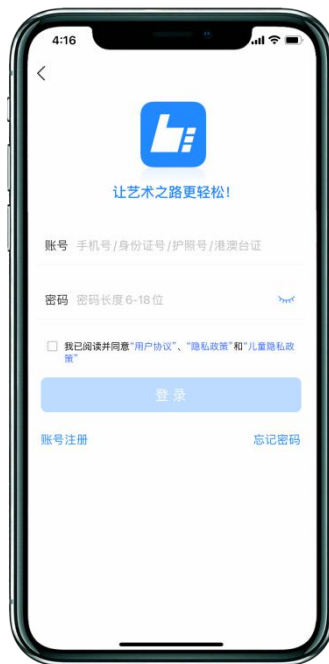 4:16
让艺术之路更轻松!
账号 手机号/身份证号/护照号/港澳台证
密码 密码长度6-18位
我已阅读并同意“用户协议”、“隐私政策”和“儿童隐私政
策”
登录
账号注册 忘记密码